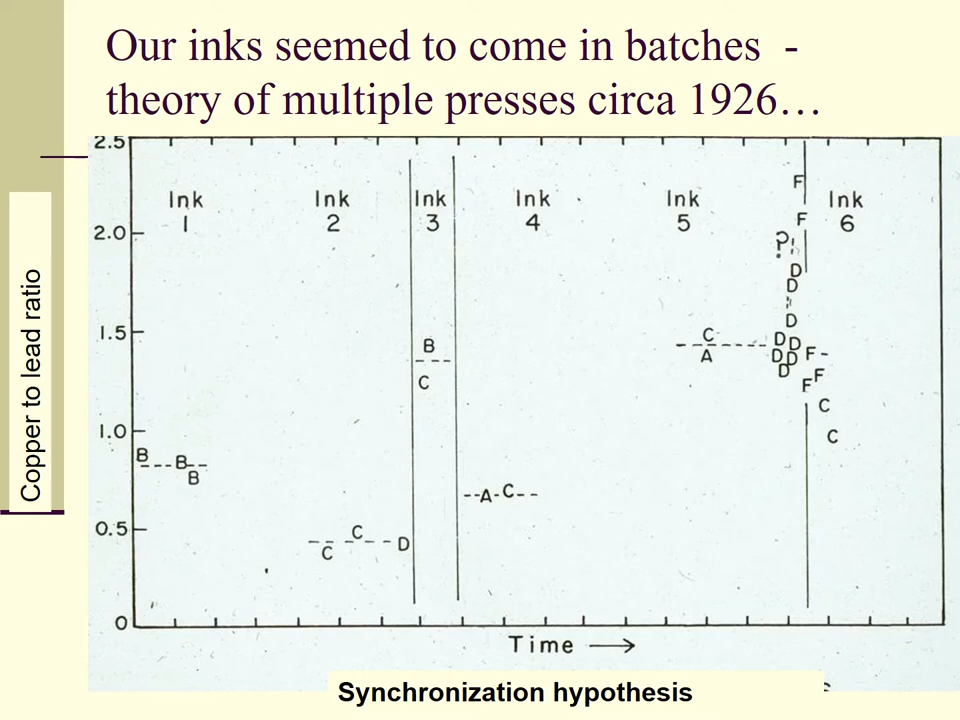 Our inks seemed to come in batches -
theory of multiple presses circa 1926…
Copper to lead ratio
2.5
2.0
1.5
1.0
0.5
0
Ink 1
Ink 2
Ink 3
Ink 4
Ink 5
Ink 6
B
B
B
C
C
D
B
C
A
C
C
A
F
F
?
D
D
D
D
D
D
D
D
F
F
F
C
C
Time
Synchronization hypothesis